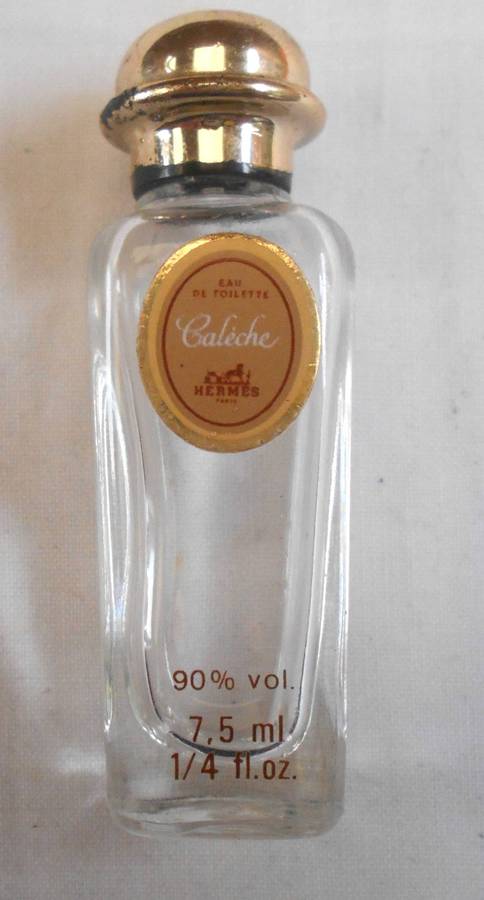 EAU
DE TOILETTE
Calèche
HERMÈS
PARIS
90% vol.
7,5 ml
1/4 fl.oz.